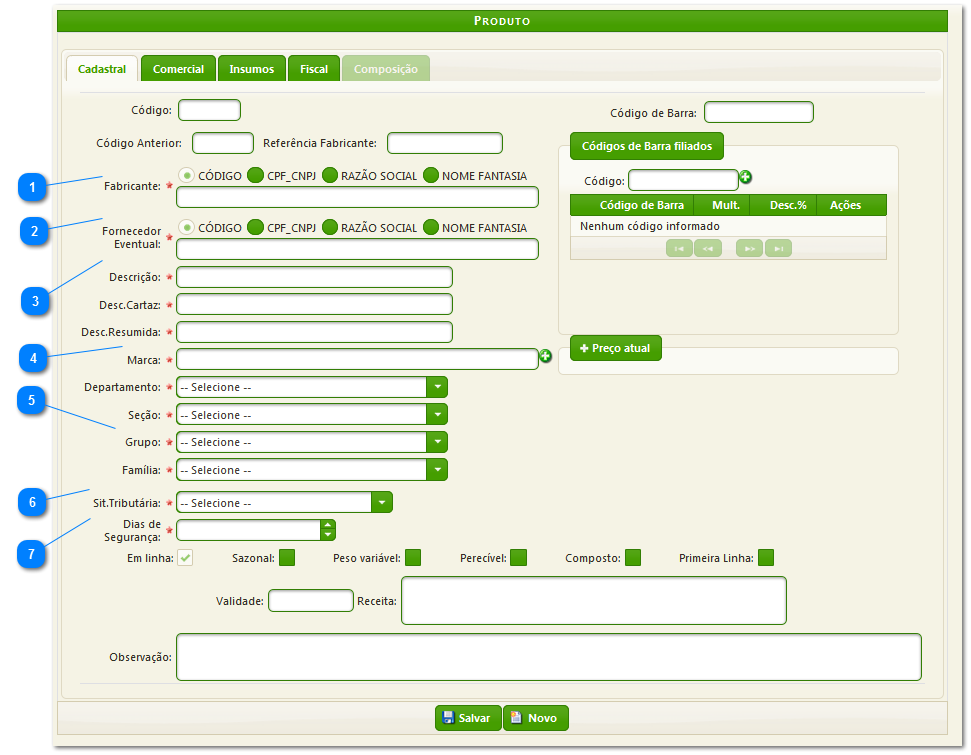 PRODUTO
Cadastral Comercial Insumos Fiscal Composição
Código: Código de Barra:
Código Anterior: Referência Fabricante: Códigos de Barra filiados
1 Fabricante: * CÓDIGO CPF_CNPJ RAZÃO SOCIAL NOME FANTASIA
Código:
Código de Barra Mult. Desc.% Ações
Nenhum código informado
2 Fornecedor Eventual: * CÓDIGO CPF_CNPJ RAZÃO SOCIAL NOME FANTASIA
3 Descrição: *
Desc.Cartaz: *
Desc.Resumida: *
4 Marca: *
Preço atual
Departamento: * -- Selecione --
5 Seção: * -- Selecione --
Grupo: * -- Selecione --
Família: * -- Selecione --
6 Sit.Tributária: * -- Selecione --
7 Dias de Segurança: *
Em linha: Sazonal: Peso variável: Perecível: Composto: Primeira Linha:
Validade: Receita:
Observação:
Salvar Novo